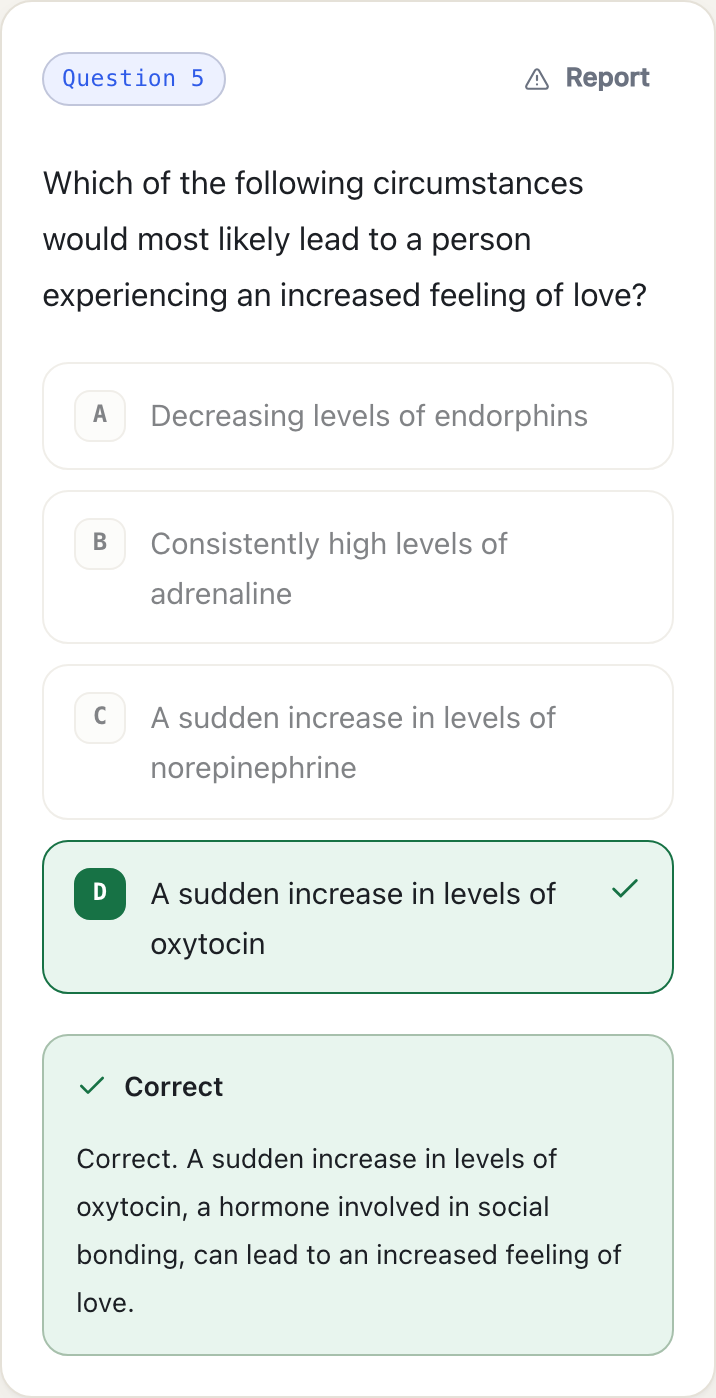 Question 5
Report
Which of the following circumstances
would most likely lead to a person
experiencing an increased feeling of love?
A
Decreasing levels of endorphins
B
Consistently high levels of
adrenaline
C
A sudden increase in levels of
norepinephrine
D
A sudden increase in levels of
oxytocin
Correct
Correct. A sudden increase in levels of
oxytocin, a hormone involved in social
bonding, can lead to an increased feeling of
love.